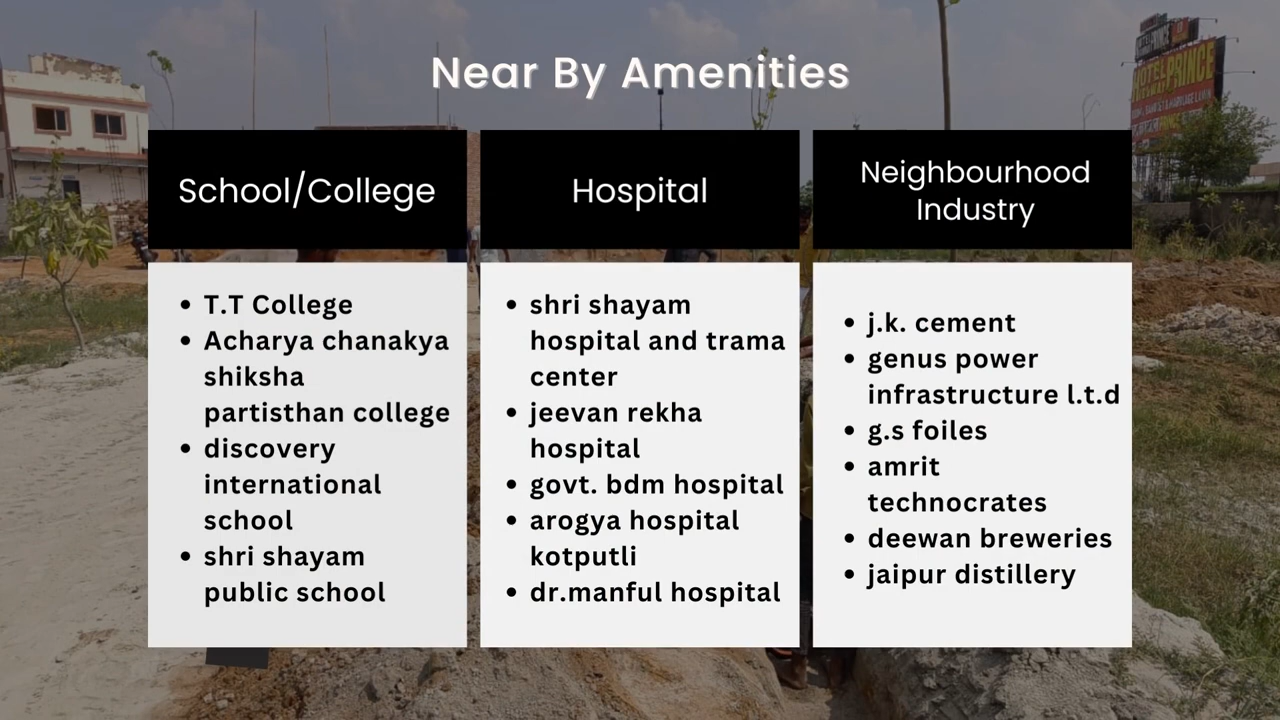 Near By Amenities
School/College
T.T College
Acharya chanakya
shiksha
partisthan college
discovery
international
school
shri shayam
public school
Hospital
shri shayam
hospital and trama
center
jeevan rekha
hospital
govt. bdm hospital
arogya hospital
kotputli
dr.manful hospital
Neighbourhood
Industry
j.k. cement
genus power
infrastructure l.t.d
g.s foiles
amrit
technocrates
deewan breweries
jaipur distillery
HOTEL
PRINCE